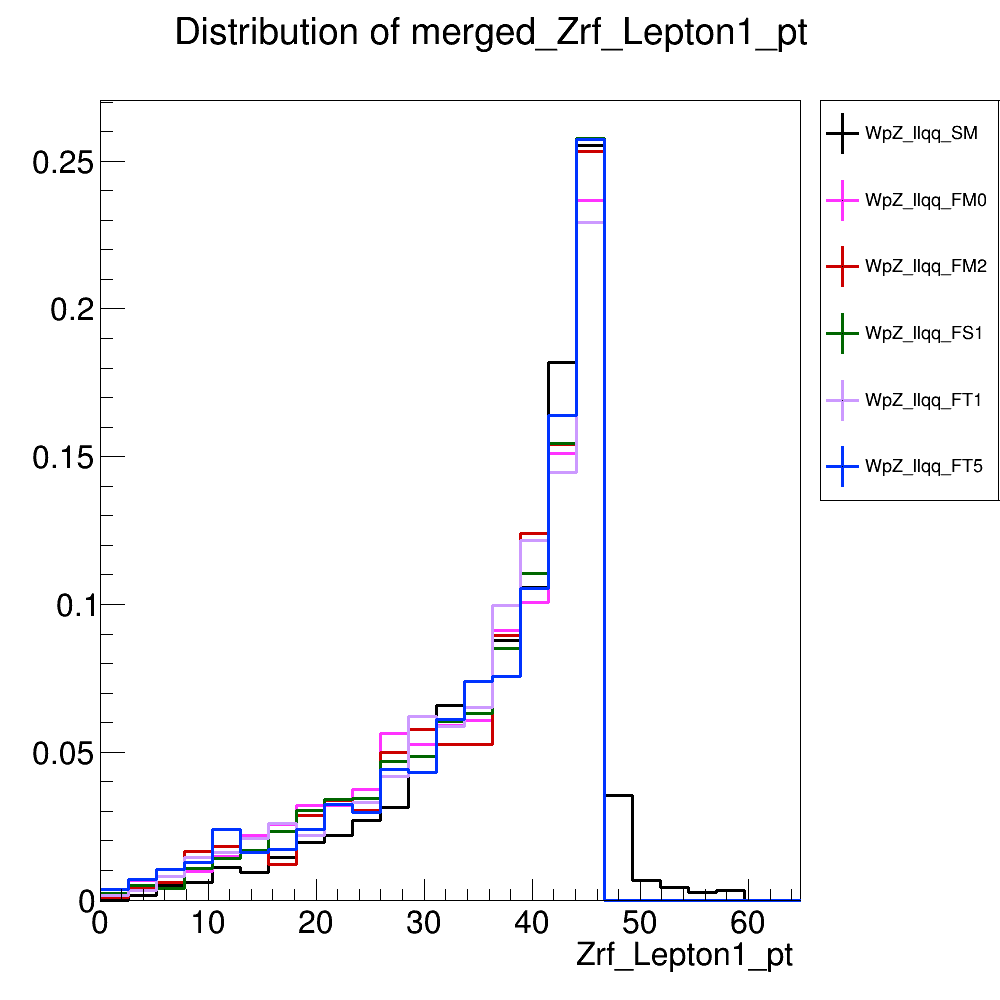 Distribution of merged_Zrf_Lepton1_pt
WpZ_llqq_SM
WpZ_llqq_FM0
WpZ_llqq_FM2
WpZ_llqq_FS1
WpZ_llqq_FT1
WpZ_llqq_FT5
0.25
0.2
0.15
0.1
0.05
0
0 10 20 30 40 50 60
Zrf_Lepton1_pt